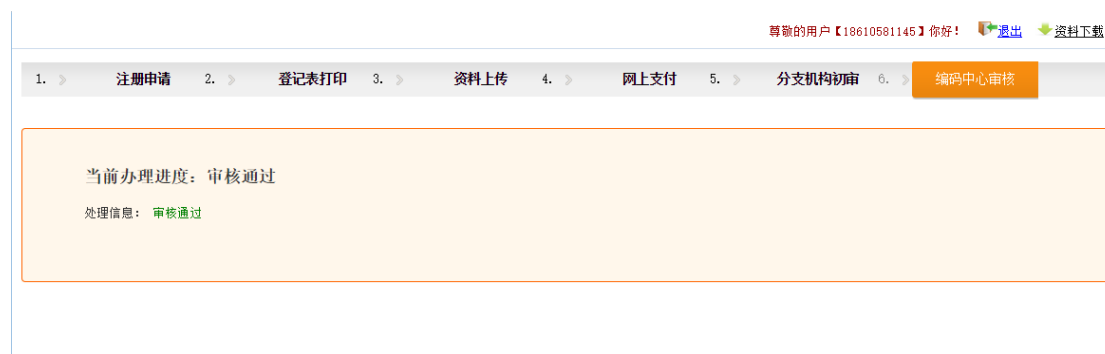 尊敬的用户【18610581145】你好! 退出 资料下载
1. 注册申请 2. 登记表打印 3. 资料上传 4. 网上支付 5. 分支机构初审 6. 编码中心审核
当前办理进度：审核通过
处理信息： 审核通过